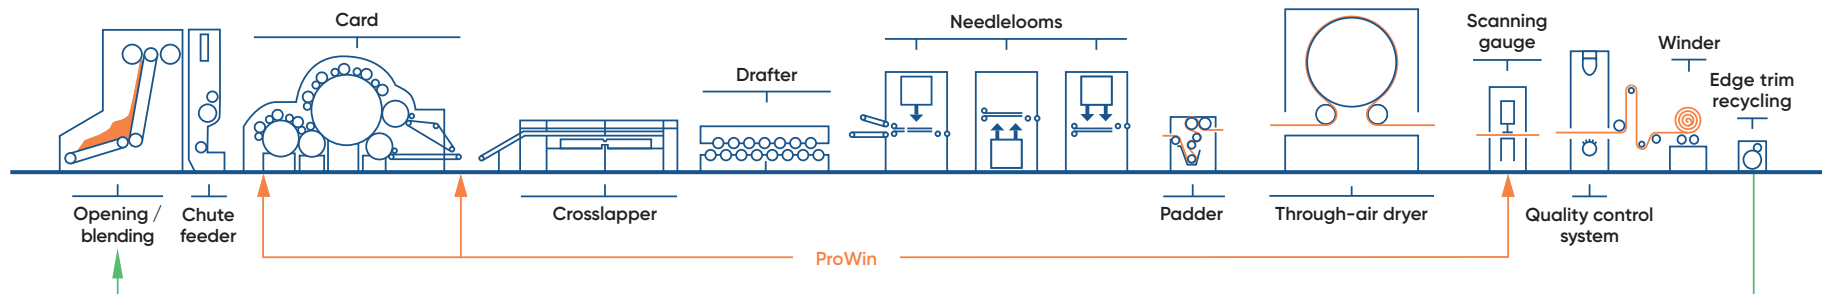 Card
Needlelooms
Scanning
gauge
Winder
Drafter
Edge trim
recycling
Opening /
blending
Chute
feeder
Crosslapper
Padder
Through-air dryer
Quality control
system
ProWin